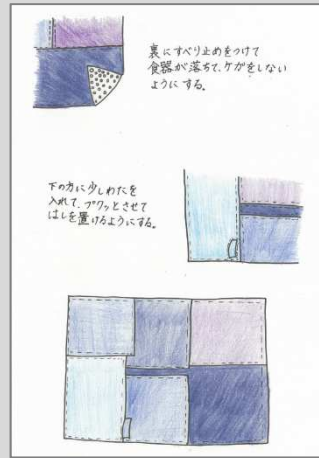 裏にすべり止めをつけて
食器が落ちて、ケガをしない
ように する。
下の方に少しわたを
入れて、プクッとさせて
はしを置けるようにする。